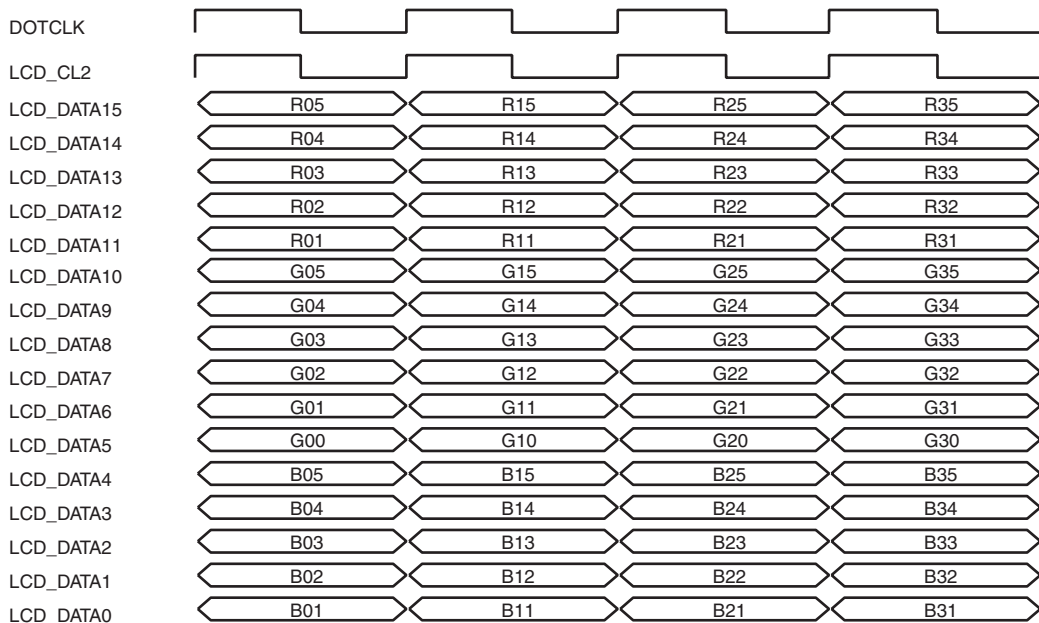 DOTCLK
LCD_CL2
LCD_DATA15 R05 R15 R25 R35
LCD_DATA14 R04 R14 R24 R34
LCD_DATA13 R03 R13 R23 R33
LCD_DATA12 R02 R12 R22 R32
LCD_DATA11 R01 R11 R21 R31
LCD_DATA10 G05 G15 G25 G35
LCD_DATA9 G04 G14 G24 G34
LCD_DATA8 G03 G13 G23 G33
LCD_DATA7 G02 G12 G22 G32
LCD_DATA6 G01 G11 G21 G31
LCD_DATA5 G00 G10 G20 G30
LCD_DATA4 B05 B15 B25 B35
LCD_DATA3 B04 B14 B24 B34
LCD_DATA2 B03 B13 B23 B33
LCD_DATA1 B02 B12 B22 B32
LCD_DATA0 B01 B11 B21 B31